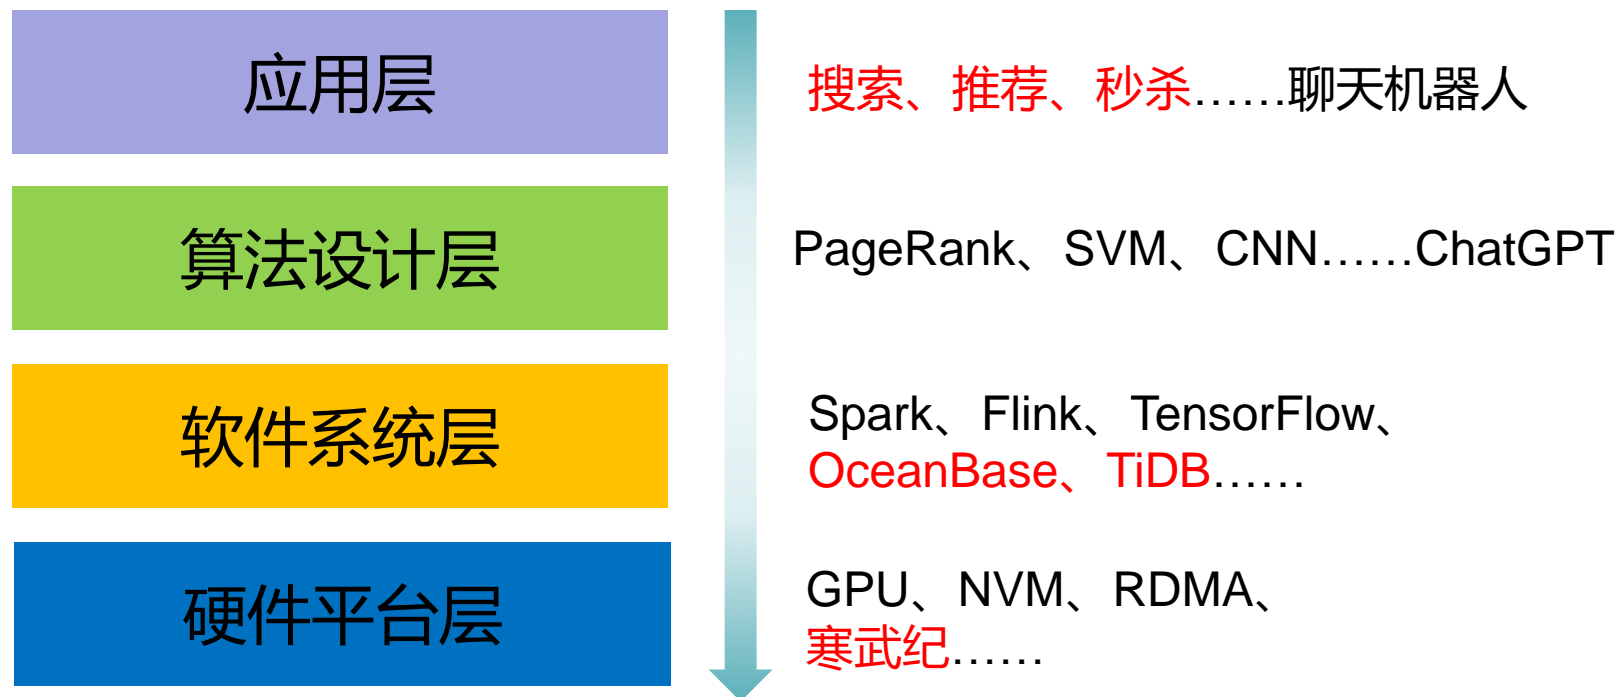 应用层
搜索、推荐、秒杀……聊天机器人
算法设计层
PageRank、SVM、CNN……ChatGPT
软件系统层
Spark、Flink、TensorFlow、
OceanBase、TiDB……
硬件平台层
GPU、NVM、RDMA、
寒武纪……